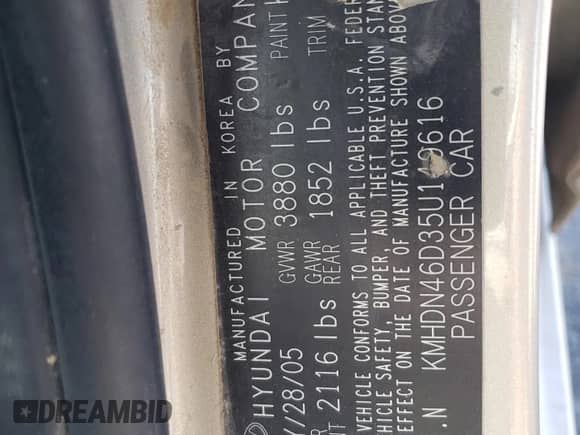 MANUFACTURED IN KOREA BY
HYUNDAI MOTOR COMPAN
Y/28/05 GVWR 3880 lbs PAINT
2116 lbs GAWR REAR 1852 lbs TRIM
VEHICLE CONFORMS TO ALL APPLICABLE U.S.A. FEDER
HICLE SAFETY, BUMPER, AND THEFT PREVENTION STAN
EFFECT ON THE DATE OF MANUFACTURE SHOWN ABOV
.N KMHDN46D35U1 9616
PASSENGER CAR
DREAMBID